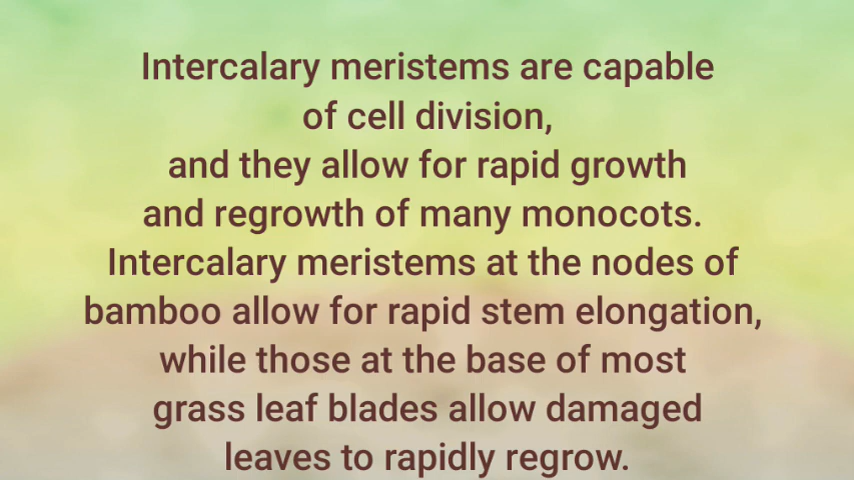 Intercalary meristems are capable
of cell division,
and they allow for rapid growth
and regrowth of many monocots.
Intercalary meristems at the nodes of
bamboo allow for rapid stem elongation,
while those at the base of most
grass leaf blades allow damaged
leaves to rapidly regrow.